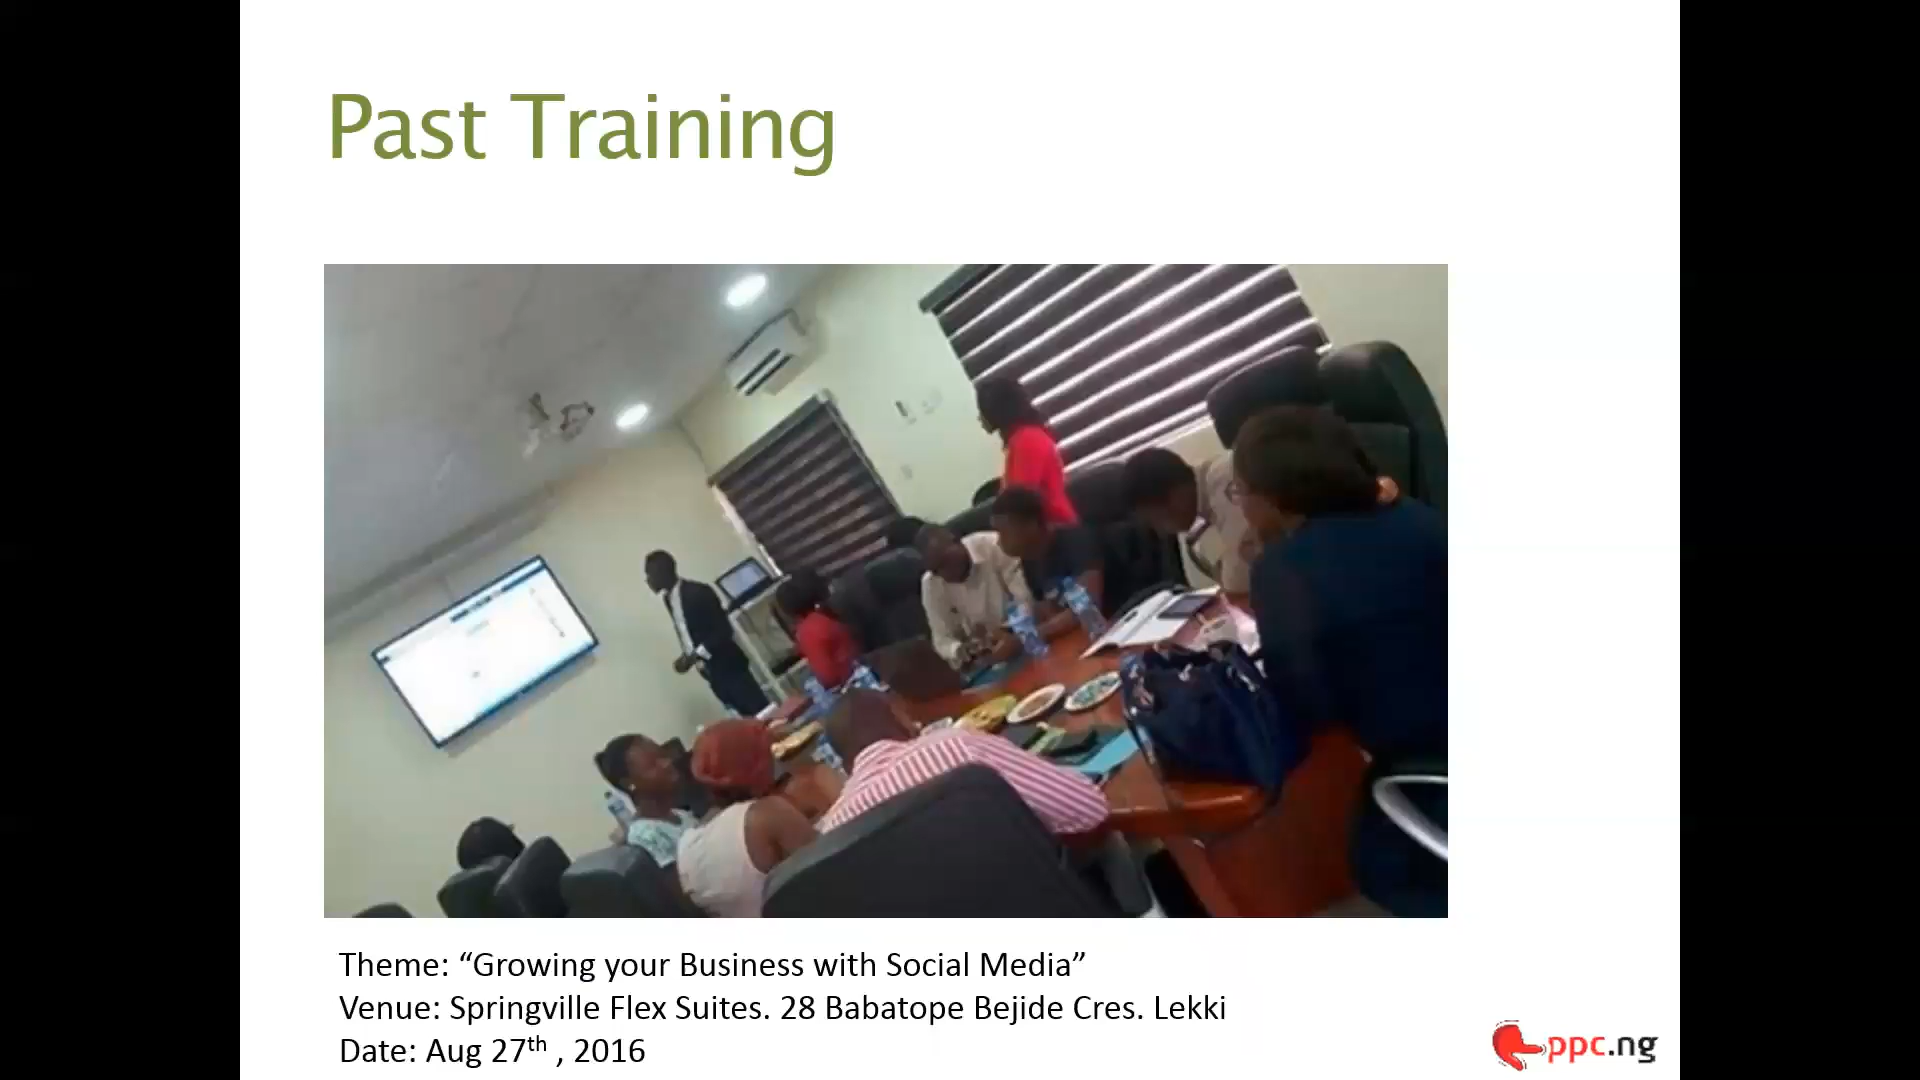 Past Training
Theme: “Growing your Business with Social Media”
Venue: Springville Flex Suites. 28 Babatope Bejide Cres. Lekki
Date: Aug 27th , 2016
ppc.ng